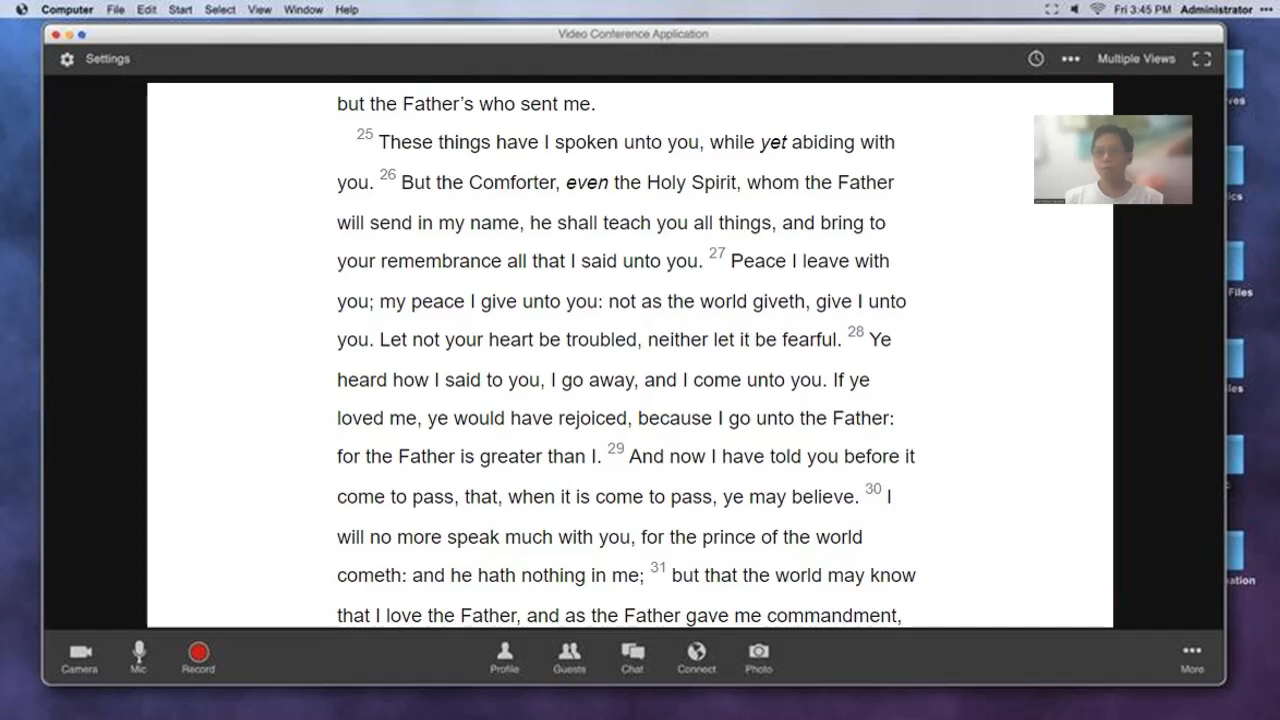 Computer File Edit Start Select View Window Help
Fri 3:45 PM Administrator
Video Conference Application
Settings
Multiple Views
but the Father’s who sent me.
25 These things have I spoken unto you, while yet abiding with
you. 26 But the Comforter, even the Holy Spirit, whom the Father
will send in my name, he shall teach you all things, and bring to
your remembrance all that I said unto you. 27 Peace I leave with
you; my peace I give unto you: not as the world giveth, give I unto
you. Let not your heart be troubled, neither let it be fearful. 28 Ye
heard how I said to you, I go away, and I come unto you. If ye
loved me, ye would have rejoiced, because I go unto the Father:
for the Father is greater than I. 29 And now I have told you before it
come to pass, that, when it is come to pass, ye may believe. 30 I
will no more speak much with you, for the prince of the world
cometh: and he hath nothing in me; 31 but that the world may know
that I love the Father, and as the Father gave me commandment,
ves
ics
Files
les
ation
Camera Mic Record Profile Guests Chat Connect Photo More